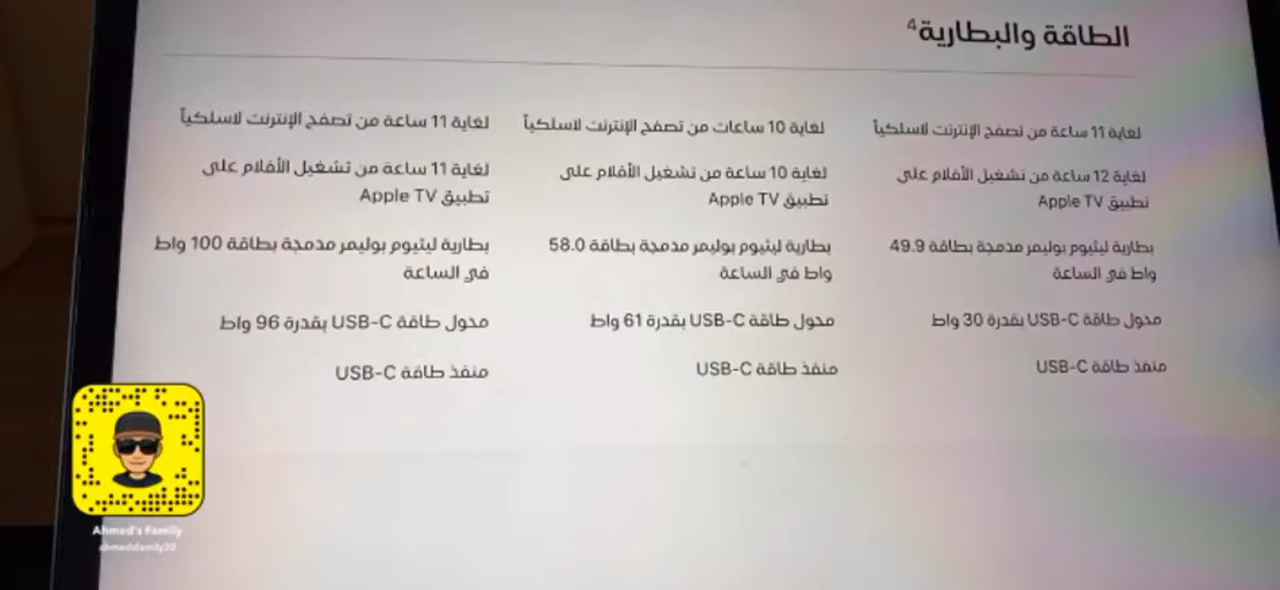 الطاقة والبطارية4
لغاية 11 ساعة من تصفح الإنترنت لاسلكياً
لغاية 12 ساعة من تشغيل الأفلام على
تطبيق Apple TV
بطارية ليثيوم بوليمر مدمجة بطاقة 49.9
واط في الساعة
محول طاقة USB-C بقدرة 30 واط
منفذ طاقة USB-C
لغاية 10 ساعات من تصفح الإنترنت لاسلكياً
لغاية 10 ساعة من تشغيل الأفلام على
تطبيق Apple TV
بطارية ليثيوم بوليمر مدمجة بطاقة 58.0
واط في الساعة
محول طاقة USB-C بقدرة 61 واط
منفذ طاقة USB-C
لغاية 11 ساعة من تصفح الإنترنت لاسلكياً
لغاية 11 ساعة من تشغيل الأفلام على
تطبيق Apple TV
بطارية ليثيوم بوليمر مدمجة بطاقة 100 واط
في الساعة
محول طاقة USB-C بقدرة 96 واط
منفذ طاقة USB-C
Ahmed's Family